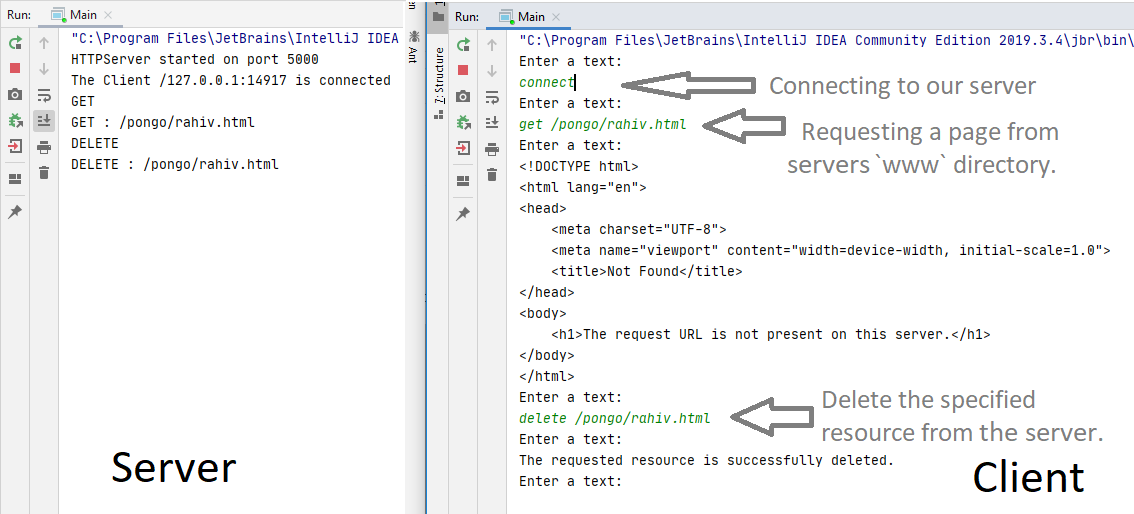 Run: Main
"C:\Program Files\JetBrains\IntelliJ IDEA
HTTPServer started on port 5000
The Client /127.0.0.1:14917 is connected
GET
GET : /pongo/rahiv.html
DELETE
DELETE : /pongo/rahiv.html
Server
Ant
7: Structure
Run: Main
"C:\Program Files\JetBrains\IntelliJ IDEA Community Edition 2019.3.4\jbr\bin\
Enter a text:
connect
Connecting to our server
Enter a text:
get /pongo/rahiv.html
Requesting a page from
servers `www` directory.
Enter a text:
<!DOCTYPE html>
<html lang="en">
<head>
    <meta charset="UTF-8">
    <meta name="viewport" content="width=device-width, initial-scale=1.0">
    <title>Not Found</title>
</head>
<body>
    <h1>The request URL is not present on this server.</h1>
</body>
</html>
Enter a text:
delete /pongo/rahiv.html
Delete the specified
resource from the server.
Enter a text:
The requested resource is successfully deleted.
Enter a text:
Client